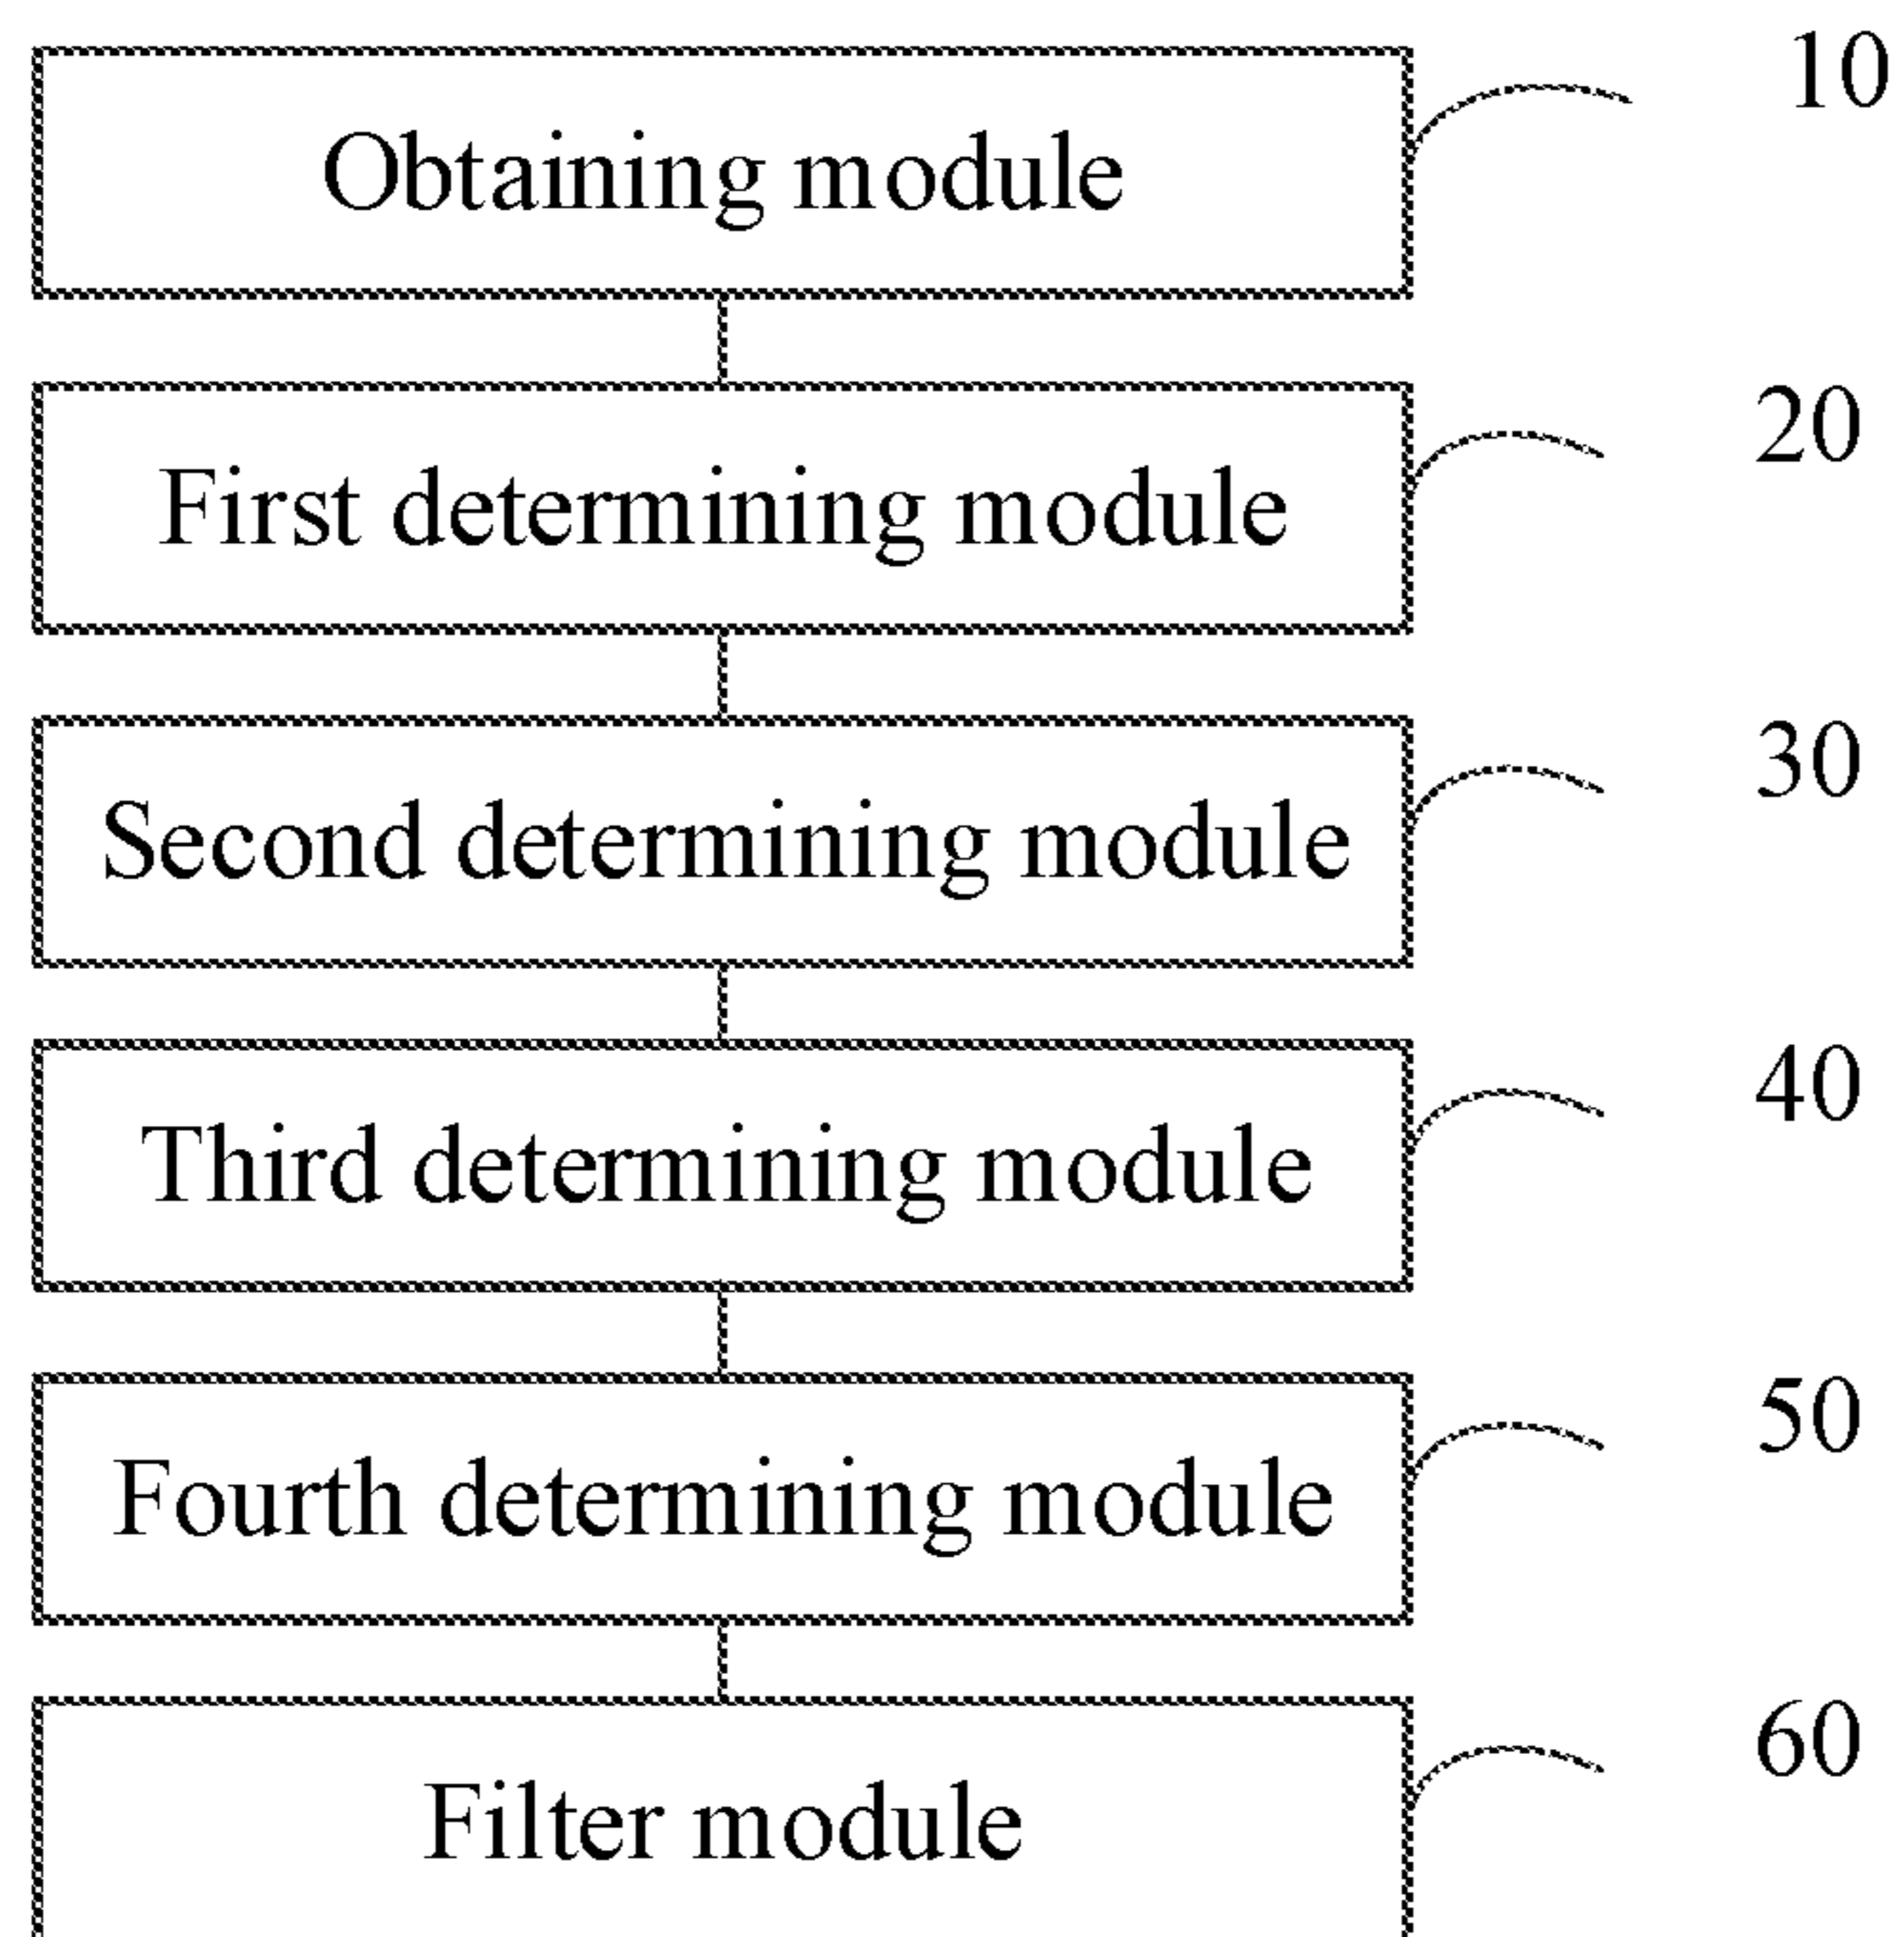 Obtaining module
10
First determining module
20
Second determining module
30
Third determining module
40
Fourth determining module
50
Filter module
60